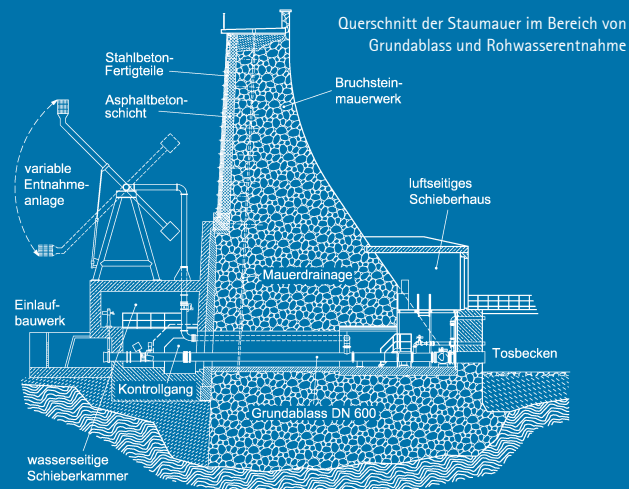 Querschnitt der Staumauer im Bereich von
Grundablass und Rohwasserentnahme
Stahlbeton-
Fertigteile
Asphaltbeton-
schicht
Bruchstein-
mauerwerk
variable
Entnahme-
anlage
luftseitiges
Schieberhaus
Mauerdrainage
Einlauf-
bauwerk
Tosbecken
Kontrollgang
Grundablass DN 600
wasserseitige
Schieberkammer